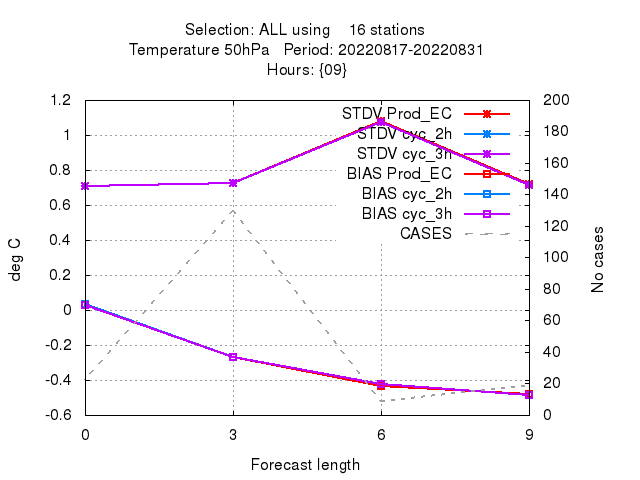 Selection: ALL using 16 stations
Temperature 50hPa Period: 20220817-20220831
Hours: {09}
1.2
1
0.8
0.6
0.4
0.2
0
-0.2
-0.4
-0.6
deg C
STDV Prod_EC
STDV cyc_2h
STDV cyc_3h
BIAS Prod_EC
BIAS cyc_2h
BIAS cyc_3h
CASES
200
180
160
140
120
100
80
60
40
20
0
No cases
0 3 6 9
Forecast length